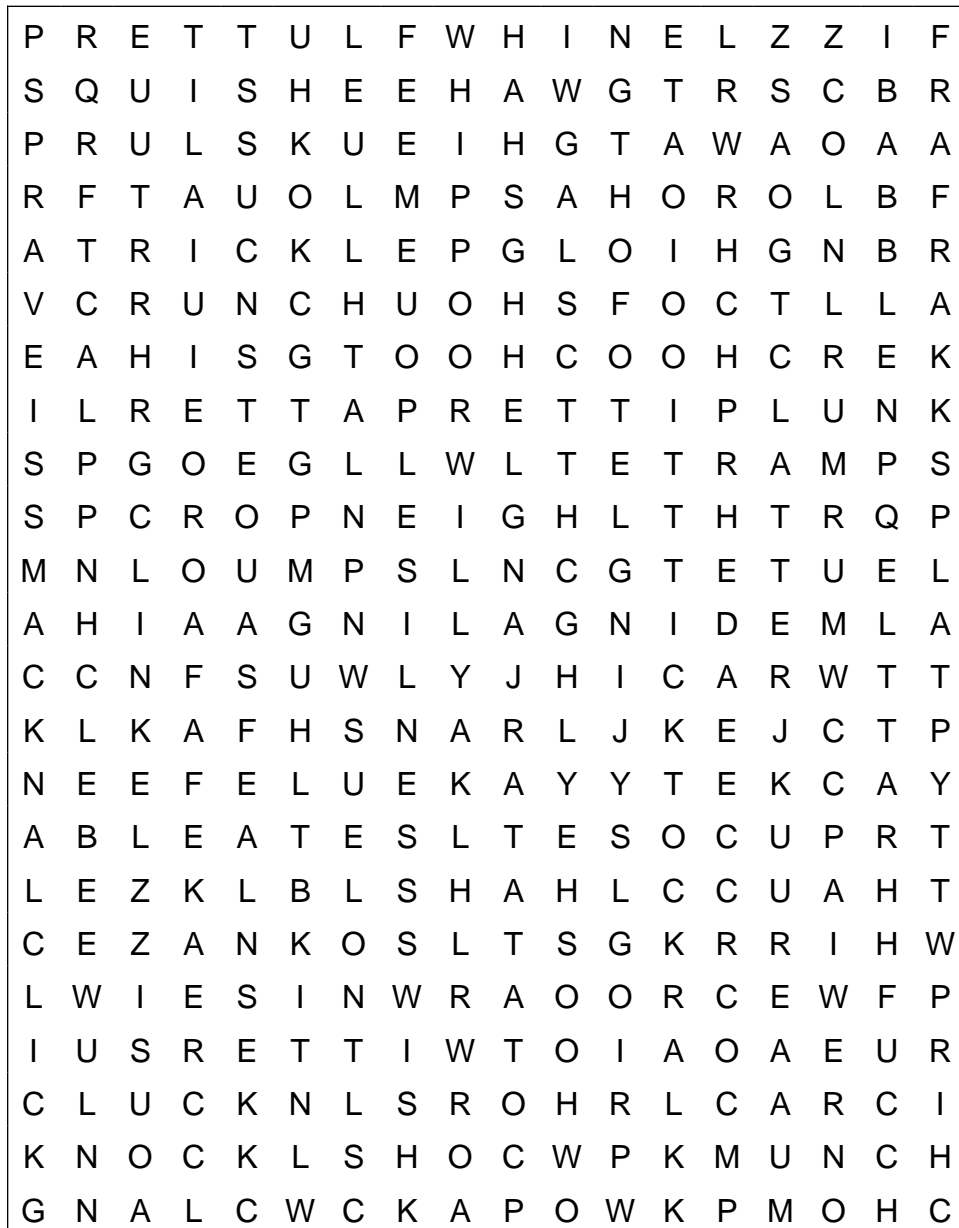 P R E T T U L F W H I N E L Z Z I F
S Q U I S H E E H A W G T R S C B R
P R U L S K U E I H G T A W A O A A
R F T A U O L M P S A H O R O L B F
A T R I C K L E P G L O I H G N B R
V C R U N C H U O H S F O C T L L A
E A H I S G T O O H C O O H C R E K
I L R E T T A P R E T T I P L U N K
S P G O E G L L W L T E T R A M P S
S P C R O P N E I G H L T H T R Q P
M N L O U M P S L N C G T E T U E L
A H I A A G N I L A G N I D E M L A
C C N F S U W L Y J H I C A R W T T
K L K A F H S N A R L J K E J C T P
N E E F E L U E K A Y Y T E K C A Y
A B L E A T E S L T E S O C U P R T
L E Z K L B L S H A H L C C U A H T
C E Z A N K O S L T S G K R R I H W
L W I E S I N W R A O O R C E W F P
I U S R E T T I W T O I A O A E U R
C L U C K N L S R O H R L C A R C I
K N O C K L S H O C W P K M U N C H
G N A L C W C K A P O W K P M O H C